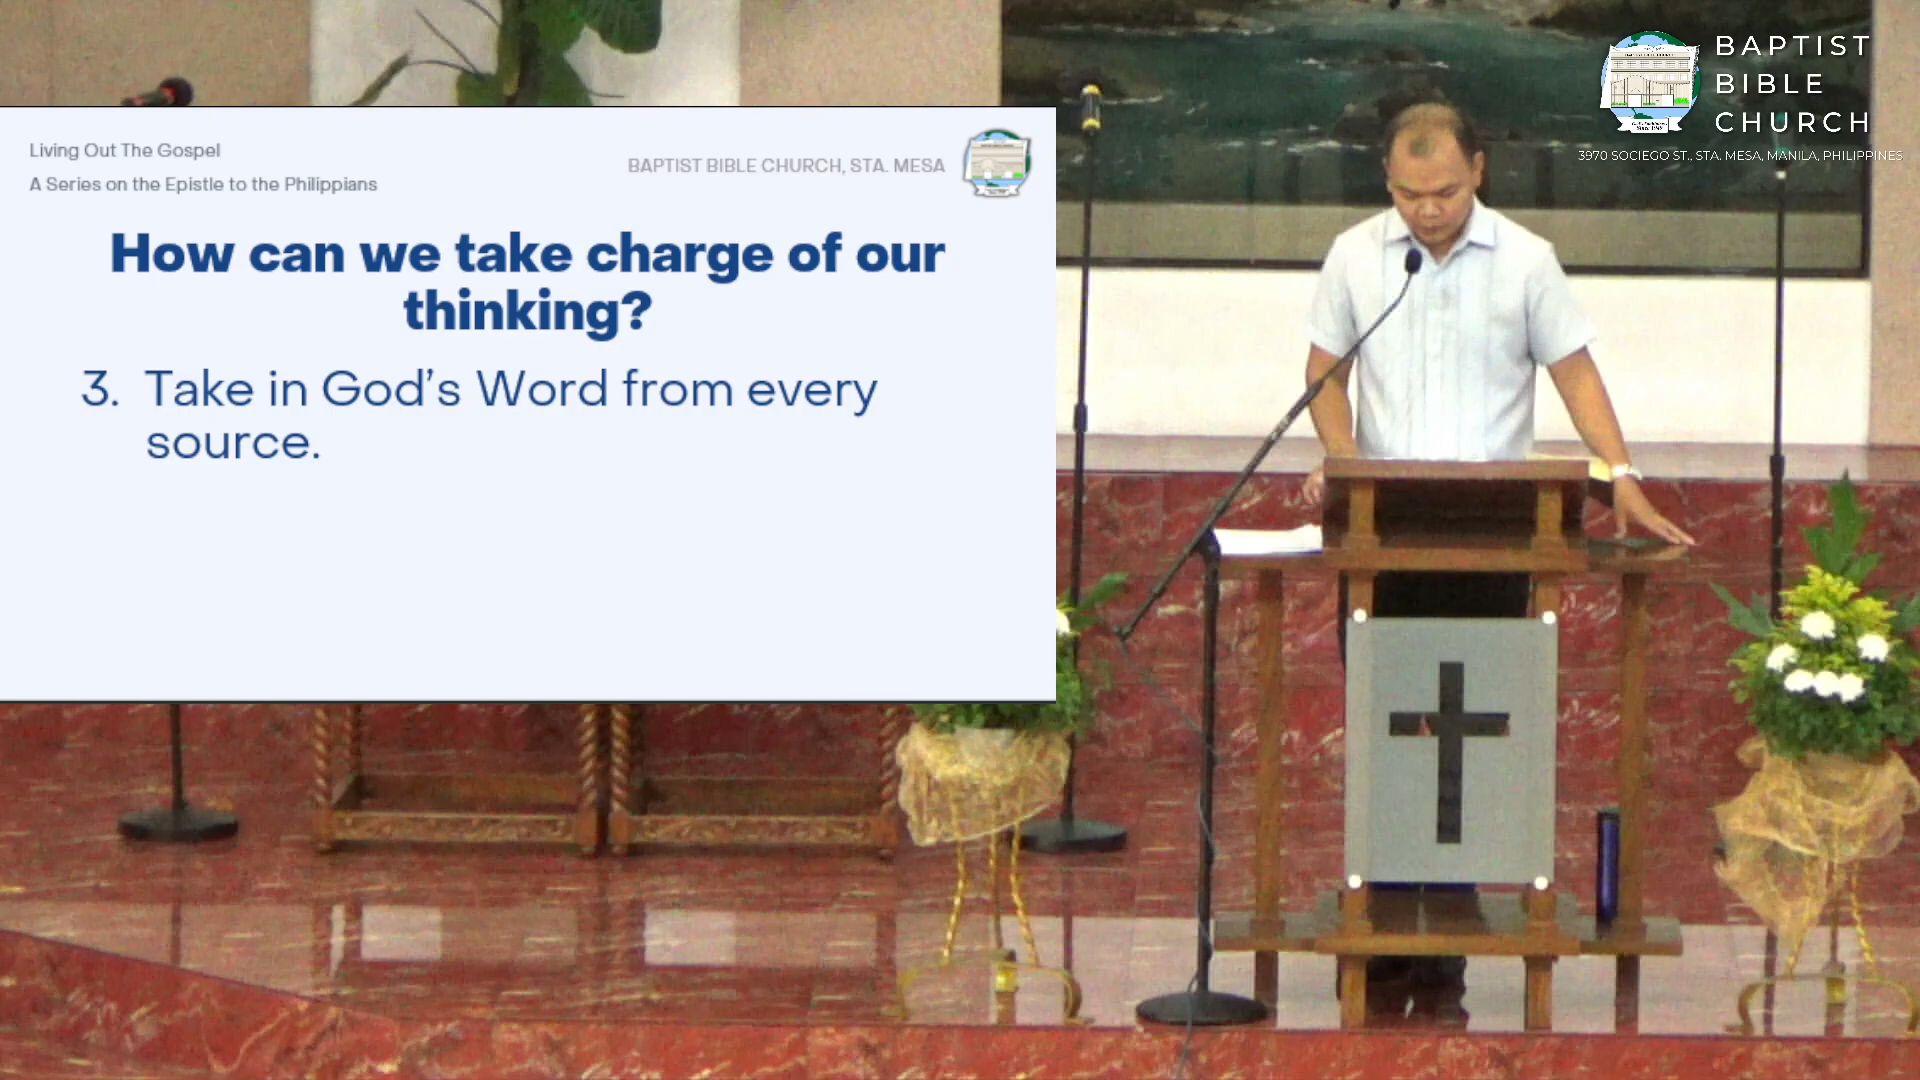 Living Out The Gospel
A Series on the Epistle to the Philippians
BAPTIST BIBLE CHURCH, STA. MESA
How can we take charge of our
thinking?
3. Take in God's Word from every
source.
BAPTIST
BIBLE
CHURCH
3970 SOCIEGO ST., STA. MESA, MANILA, PHILIPPINES